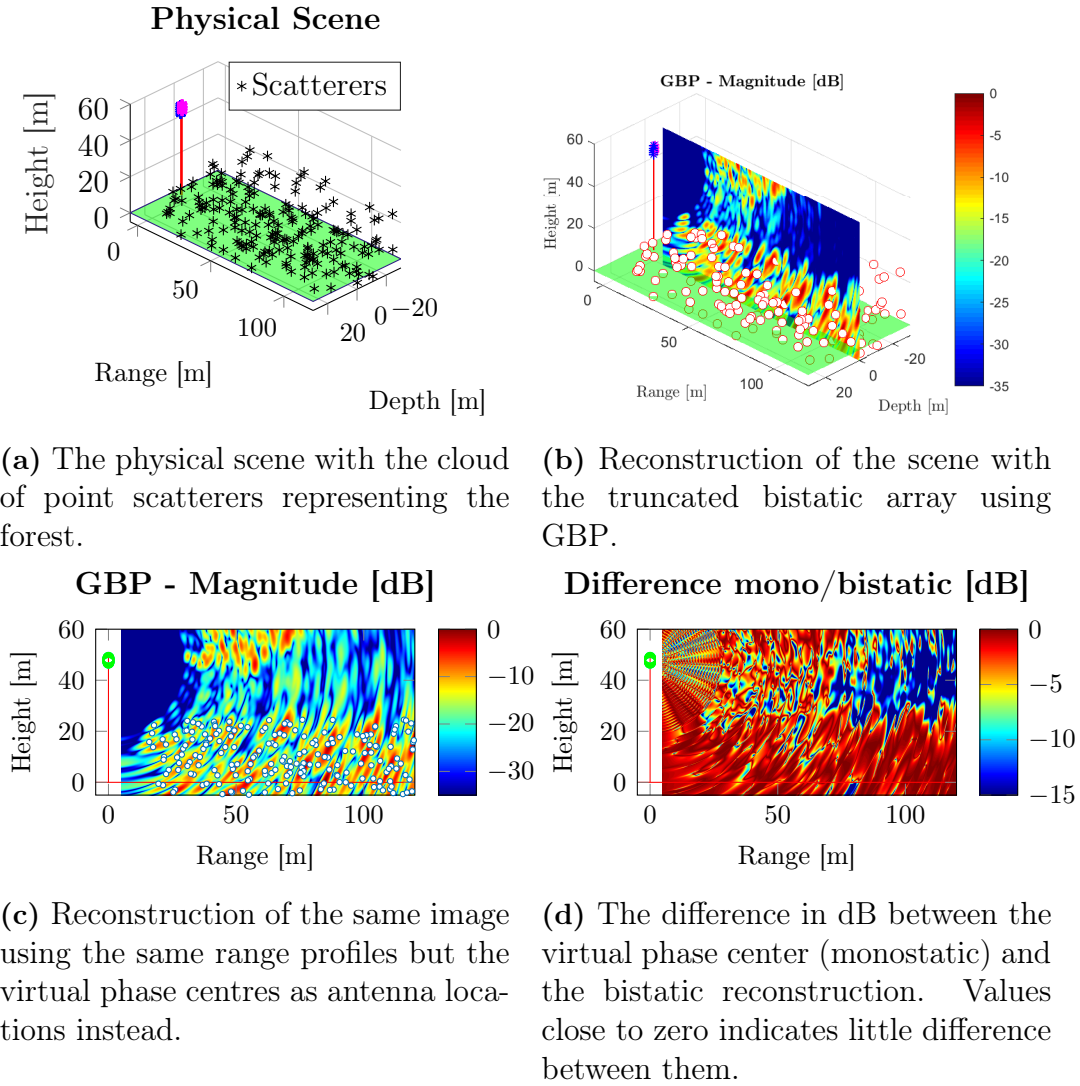 Physical Scene
Scatterers
Height [m]
60
40
20
0
0
50
100
20
0
−20
Range [m]
Depth [m]
GBP - Magnitude [dB]
Height [m]
60
40
20
0
0
50
100
20
0
-20
Range [m]
Depth [m]
0
-5
-10
-15
-20
-25
-30
-35
(a) The physical scene with the cloud
of point scatterers representing the
forest.
(b) Reconstruction of the scene with
the truncated bistatic array using
GBP.
GBP - Magnitude [dB]
Height [m]
60
40
20
0
0
50
100
Range [m]
0
−10
−20
−30
Difference mono/bistatic [dB]
Height [m]
60
40
20
0
0
50
100
Range [m]
0
−5
−10
−15
(c) Reconstruction of the same image
using the same range profiles but the
virtual phase centres as antenna loca-
tions instead.
(d) The difference in dB between the
virtual phase center (monostatic) and
the bistatic reconstruction. Values
close to zero indicates little difference
between them.